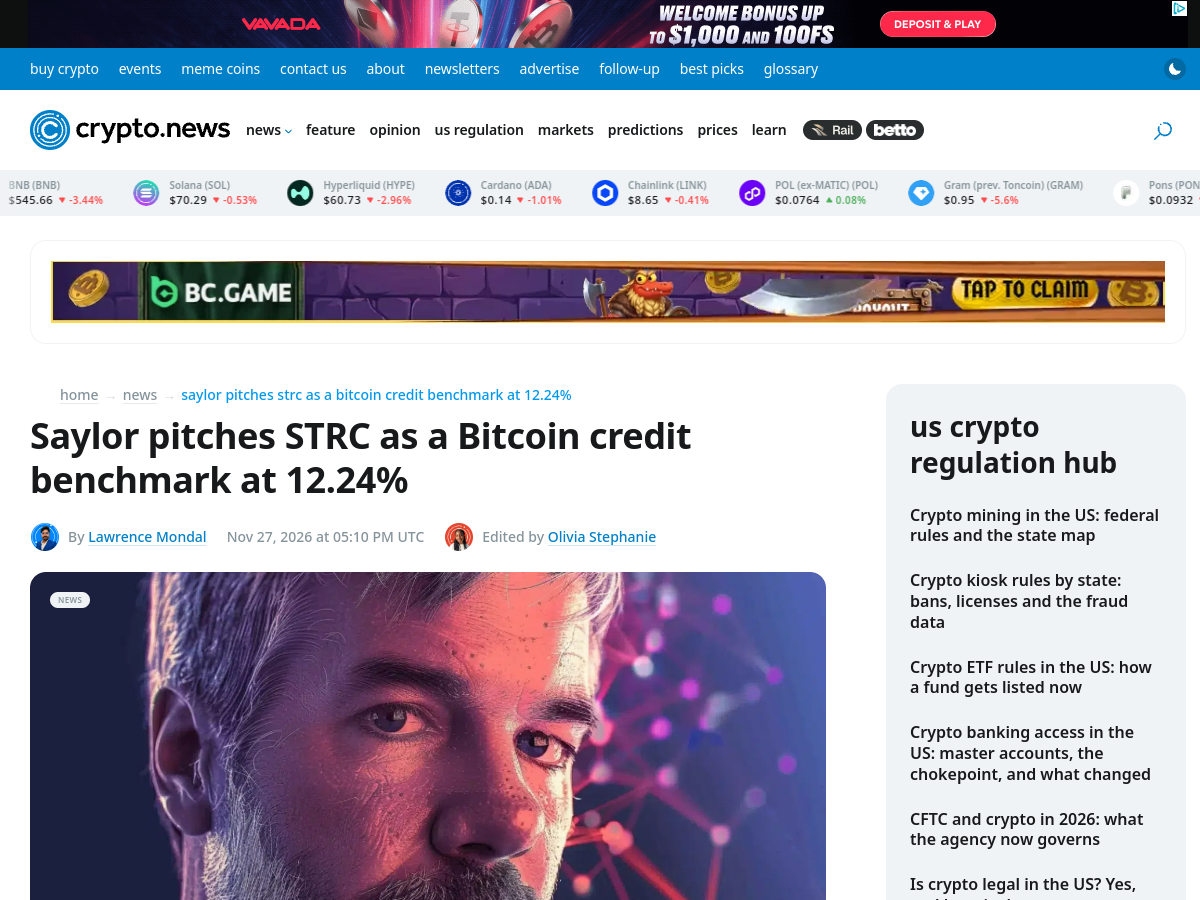 VAVADA
WELCOME BONUS UP
TO $1,000 AND 100FS
DEPOSIT & PLAY
buy crypto events meme coins contact us about newsletters advertise follow-up best picks glossary
crypto.news
news feature opinion us regulation markets predictions prices learn Rail betto
BNB (BNB) Solana (SOL) Hyperliquid (HYPE) Cardano (ADA) Chainlink (LINK) POL (ex-MATIC) (POL) Gram (prev. Toncoin) (GRAM) Pons (PON
$545.66 -3.44% $70.29 -0.53% $60.73 -2.96% $0.14 -1.01% $8.65 -0.41% $0.0764 0.08% $0.95 -5.6% $0.0932
BC.GAME
TAP TO CLAIM
home → news → saylor pitches strc as a bitcoin credit benchmark at 12.24%
Saylor pitches STRC as a Bitcoin credit
benchmark at 12.24%
By Lawrence Mondal Nov 27, 2026 at 05:10 PM UTC Edited by Olivia Stephanie
NEWS
us crypto
regulation hub
Crypto mining in the US: federal
rules and the state map
Crypto kiosk rules by state:
bans, licenses and the fraud
data
Crypto ETF rules in the US: how
a fund gets listed now
Crypto banking access in the
US: master accounts, the
chokepoint, and what changed
CFTC and crypto in 2026: what
the agency now governs
Is crypto legal in the US? Yes,